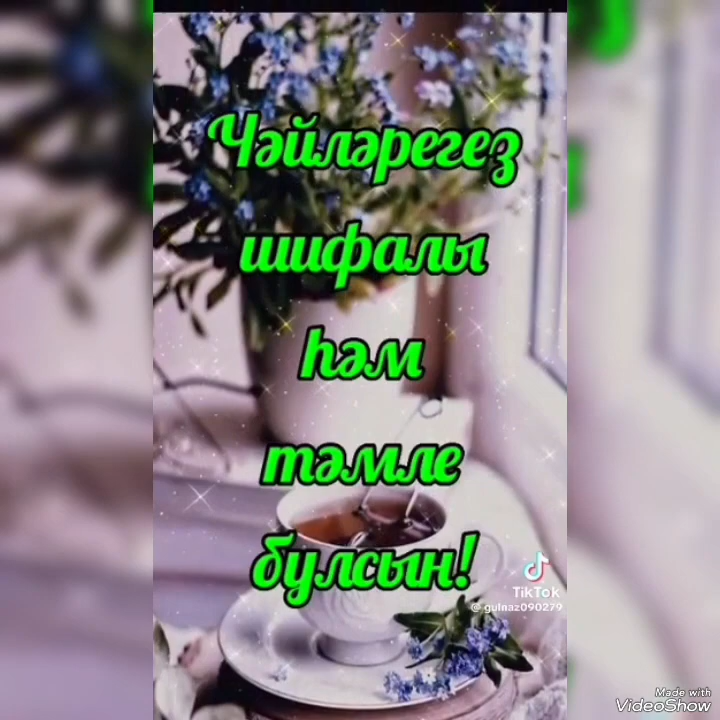 Чәйләрегез
шифалы
һәм
тәмле
булсын!
TikTok
@gulnaz090279
Made with
VideoShow